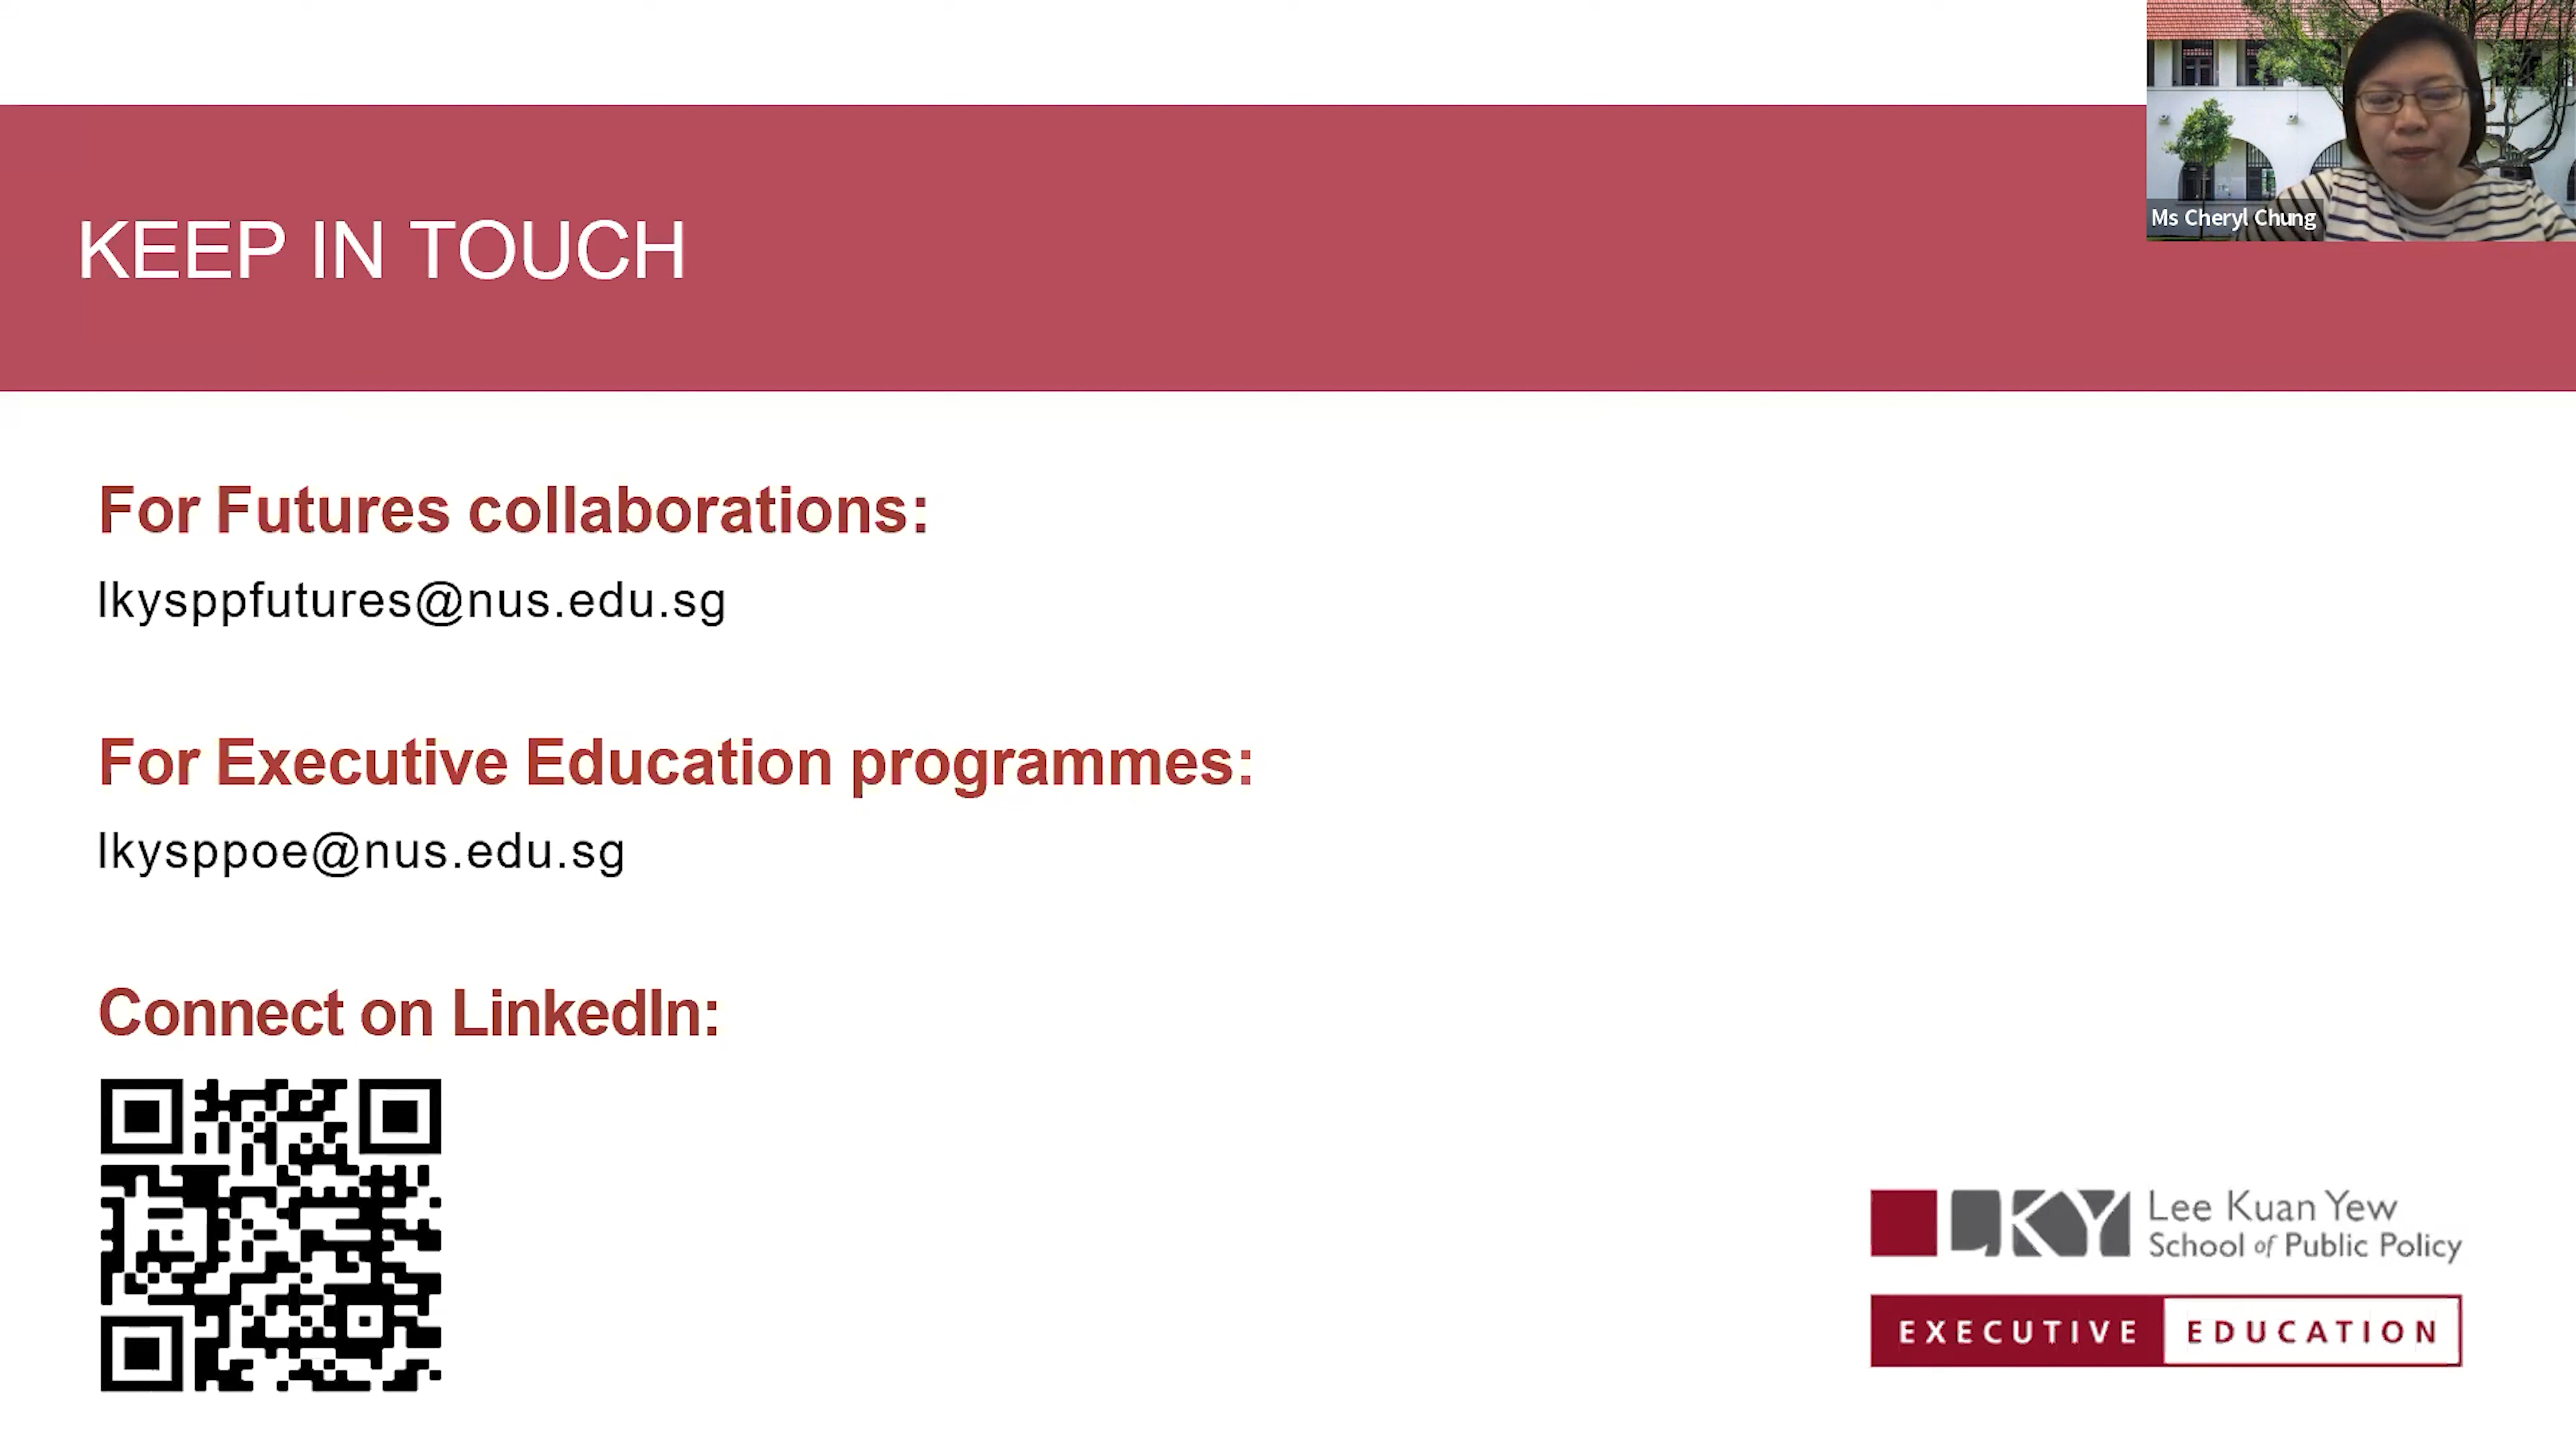 KEEP IN TOUCH
Ms Cheryl Chung
For Futures collaborations:
lkysppfutures@nus.edu.sg
For Executive Education programmes:
lkysppoe@nus.edu.sg
Connect on LinkedIn:
LKY
Lee Kuan Yew
School of Public Policy
EXECUTIVE EDUCATION